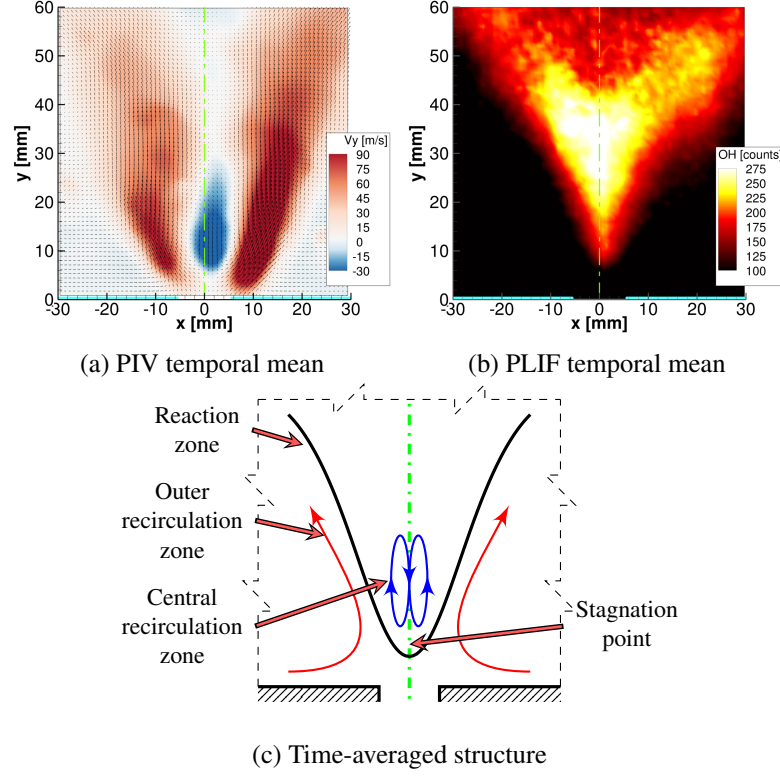 60
50
40
30
20
10
0
y [mm]
-30
-20
-10
0
10
20
30
x [mm]
Vy [m/s]
90
75
60
45
30
15
0
-15
-30
60
50
40
30
20
10
0
y [mm]
-30
-20
-10
0
10
20
30
x [mm]
OH [counts]
275
250
225
200
175
150
125
100
(a) PIV temporal mean
(b) PLIF temporal mean
Reaction
zone
Outer
recirculation
zone
Central
recirculation
zone
Stagnation
point
(c) Time-averaged structure